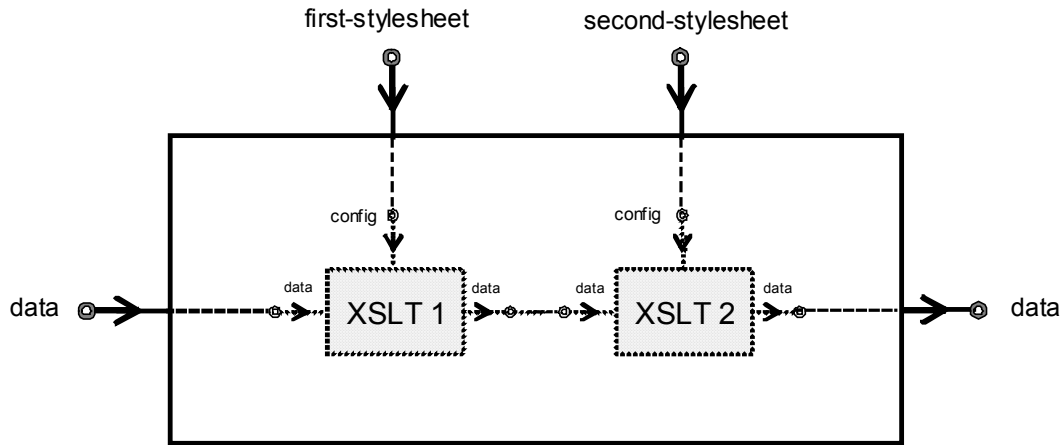 first-stylesheet
second-stylesheet
config
config
data
data
data
data
data
XSLT 1
XSLT 2
data